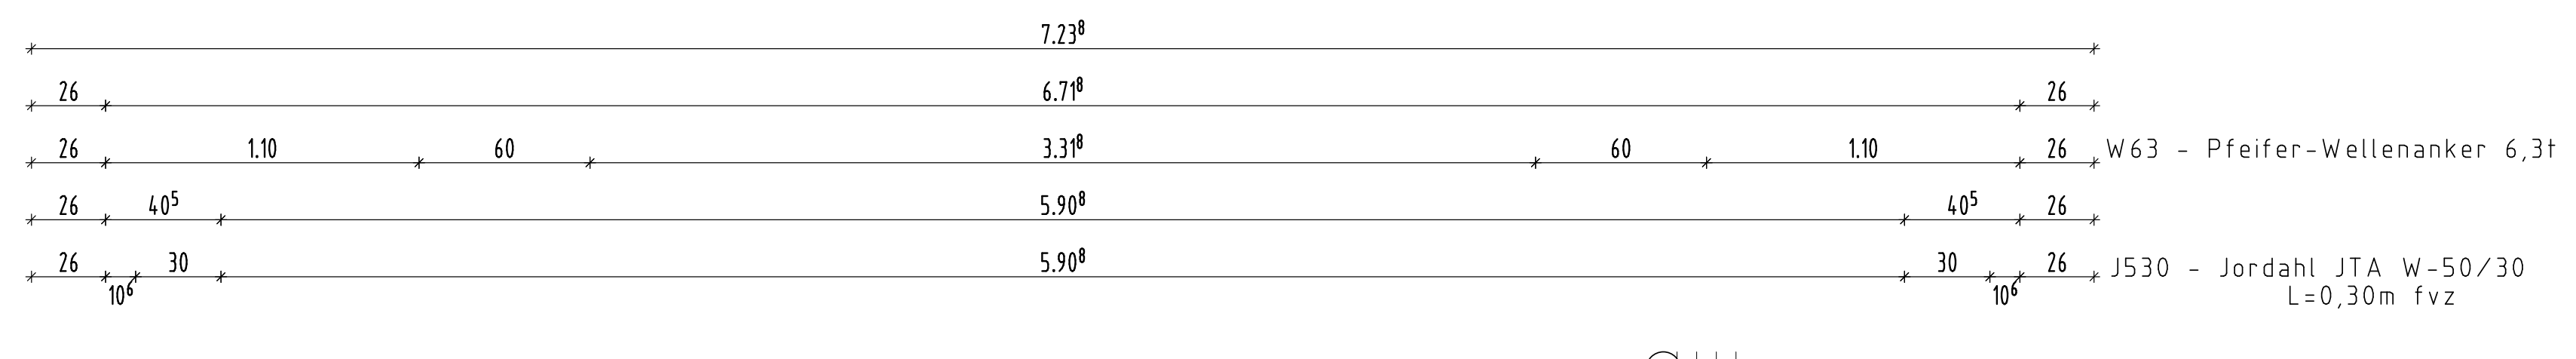 7.23⁸
26 6.71⁸ 26
26 1.10 60 3.31⁸ 60 1.10 26 W63 - Pfeifer-Wellenanker 6,3t
26 40⁵ 5.90⁸ 40⁵ 26
26 30 5.90⁸ 30 26 J530 - Jordahl JTA W-50/30
10⁶ 10⁶ L=0,30m fvz